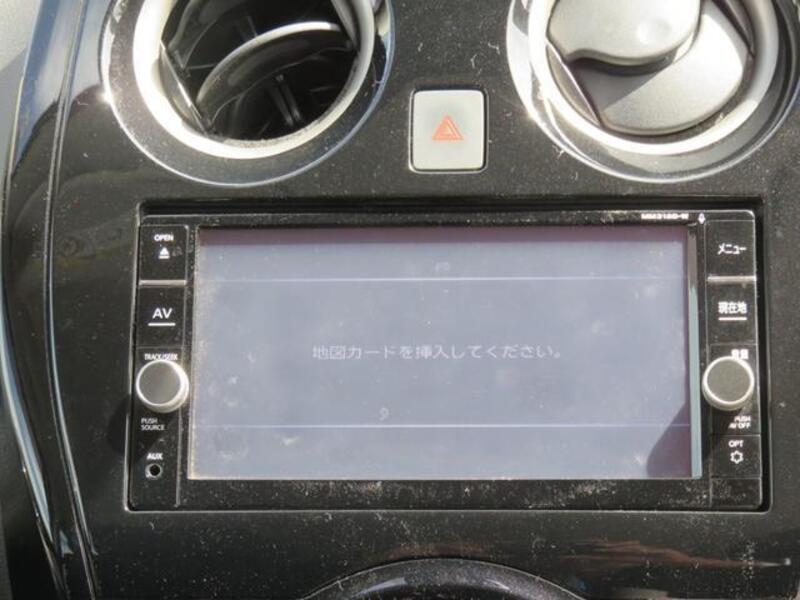 MM318D-W
OPEN
メニュー
AV
現在地
地図カードを挿入してください。
TRACK/SEEK
音量
PUSH
SOURCE
PUSH
AV OFF
OPT
AUX